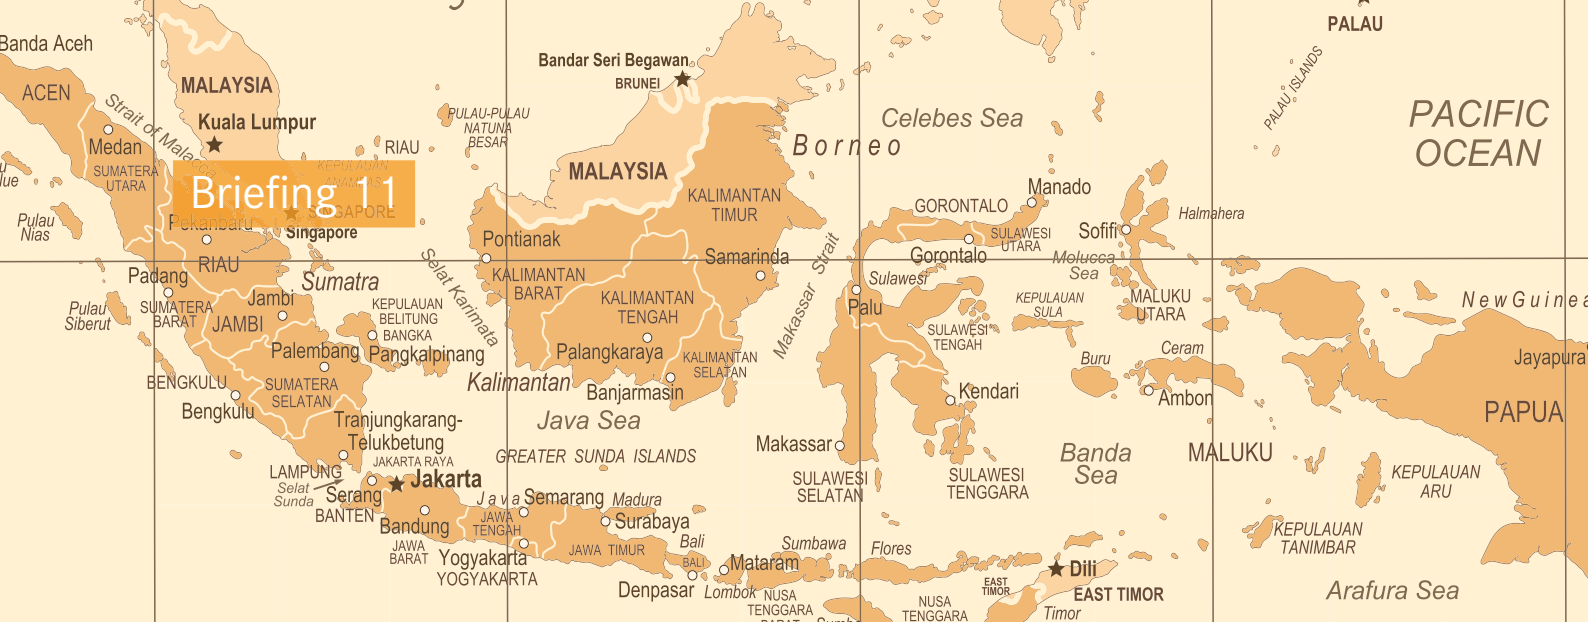 PALAU
Banda Aceh
Bandar Seri Begawan
BRUNEI
PALAU ISLANDS
MALAYSIA
ACEN
Strait of Malacca
PULAU-PULAU
NATUNA
BESAR
Celebes Sea
PACIFIC
OCEAN
Kuala Lumpur
Medan
RIAU
Borneo
KEPULAUAN
ANAMBAS
SUMATERA
UTARA
MALAYSIA
Briefing 11
KALIMANTAN
TIMUR
Manado
GORONTALO
Halmahera
Pulau
Nias
Pekanbaru
SINGAPORE
Singapore
Pontianak
Selat Karimata
Makassar Strait
SULAWESI
UTARA
Sofifi
Samarinda
Gorontalo
Molucca
Sea
RIAU
Padang
Sumatra
KALIMANTAN
BARAT
Sulawesi
Pulau
Siberut
SUMATERA
BARAT
Jambi
JAMBI
KEPULAUAN
BELITUNG
BANGKA
KALIMANTAN
TENGAH
Palu
KEPULAUAN
SULA
MALUKU
UTARA
New Guinea
SULAWESI
TENGAH
Palembang
Pangkalpinang
Palangkaraya
KALIMANTAN
SELATAN
Buru
Ceram
Jayapura
BENGKULU
SUMATERA
SELATAN
Kalimantan
Banjarmasin
Kendari
Ambon
Bengkulu
Tranjungkarang-
Telukbetung
Java Sea
PAPUA
Makassar
Banda
Sea
MALUKU
LAMPUNG
JAKARTA RAYA
GREATER SUNDA ISLANDS
Selat
Sunda
Jakarta
SULAWESI
SELATAN
SULAWESI
TENGGARA
KEPULAUAN
ARU
Serang
BANTEN
Java
Semarang
Madura
Bandung
JAWA
TENGAH
Surabaya
KEPULAUAN
TANIMBAR
JAWA
BARAT
Yogyakarta
YOGYAKARTA
JAWA TIMUR
Bali
BALI
Sumbawa
Flores
Mataram
Dili
Denpasar
Lombok
NUSA
TENGGARA
BARAT
EAST
TIMOR
EAST TIMOR
Arafura Sea
NUSA
TENGGARA
Timor